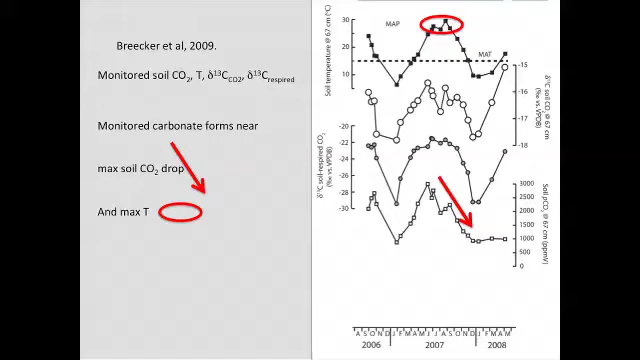 Breecker et al, 2009.
Monitored soil CO₂, T, δ¹³C_CO2, δ¹³C_respired
Monitored carbonate forms near
max soil CO₂ drop
And max T
Soil temperature @ 67 cm (°C)
30
20
10
MAP
MAT
-15
-16
-17
-18
δ¹³C soil CO₂ @ 67 cm (‰ vs. VPDB)
δ¹³C soil-respired CO₂ (‰ vs. VPDB)
-20
-22
-24
-26
-28
-30
3000
2500
2000
1500
1000
500
0
Soil pCO₂ @ 67 cm (ppmV)
A S O N D J F M A M J J A S O N D J F M A M
2006 2007 2008